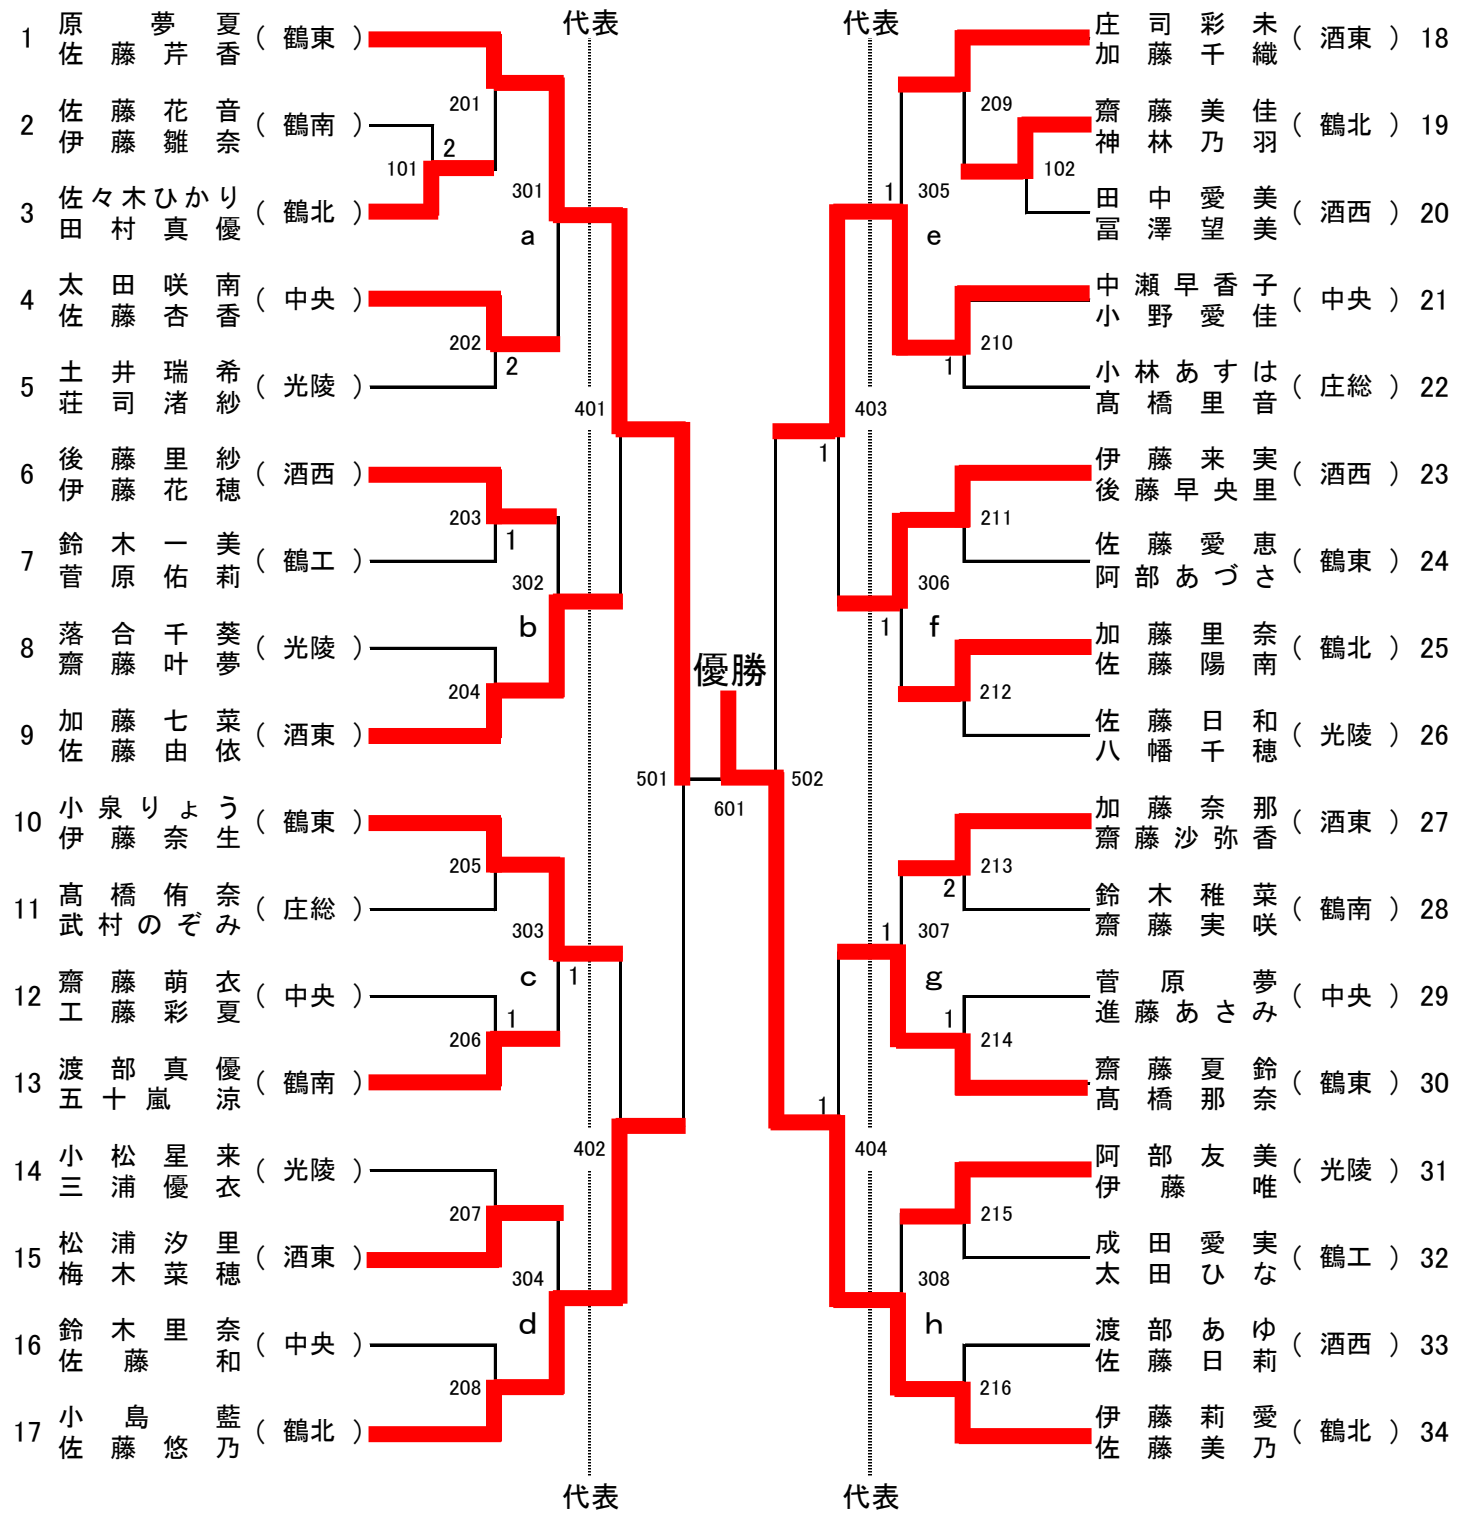 代表
代表
1 原夢夏 ( 鶴東 )
佐藤芹香
2 佐藤花音 ( 鶴南 )
伊藤雛奈
3 佐々木ひかり ( 鶴北 )
田村真優
4 太田咲南 ( 中央 )
佐藤杏香
5 土井瑞希 ( 光陵 )
荘司渚紗
6 後藤里紗 ( 酒西 )
伊藤花穂
7 鈴木一美 ( 鶴工 )
菅原佑莉
8 落合千葵 ( 光陵 )
齋藤叶夢
9 加藤七菜 ( 酒東 )
佐藤由依
10 小泉りょう ( 鶴東 )
伊藤奈生
11 髙橋侑奈 ( 庄総 )
武村のぞみ
12 齋藤萌衣 ( 中央 )
工藤彩夏
13 渡部真優 ( 鶴南 )
五十嵐涼
14 小松星来 ( 光陵 )
三浦優衣
15 松浦汐里 ( 酒東 )
梅木菜穂
16 鈴木里奈 ( 中央 )
佐藤和
17 小島藍 ( 鶴北 )
佐藤悠乃
201
101
2
301
a
202
2
401
203
1
302
b
204
205
303
c
1
206
1
402
207
304
d
208
優勝
501
601
502
庄司彩未 ( 酒東 ) 18
加藤千織
齋藤美佳 ( 鶴北 ) 19
神林乃羽
田中愛美 ( 酒西 ) 20
冨澤望美
中瀬早香子 ( 中央 ) 21
小野愛佳
小林あすは ( 庄総 ) 22
髙橋里音
伊藤来実 ( 酒西 ) 23
後藤早央里
佐藤愛恵 ( 鶴東 ) 24
阿部あづさ
加藤里奈 ( 鶴北 ) 25
佐藤陽南
佐藤日和 ( 光陵 ) 26
八幡千穂
加藤奈那 ( 酒東 ) 27
齋藤沙弥香
鈴木稚菜 ( 鶴南 ) 28
齋藤実咲
菅原夢 ( 中央 ) 29
進藤あさみ
齋藤夏鈴 ( 鶴東 ) 30
髙橋那奈
阿部友美 ( 光陵 ) 31
伊藤唯
成田愛実 ( 鶴工 ) 32
太田ひな
渡部あゆ ( 酒西 ) 33
佐藤日莉
伊藤莉愛 ( 鶴北 ) 34
佐藤美乃
209
102
1
305
e
210
1
403
1
211
306
1
f
212
213
2
1
307
g
1
214
1
404
215
308
h
216
代表
代表